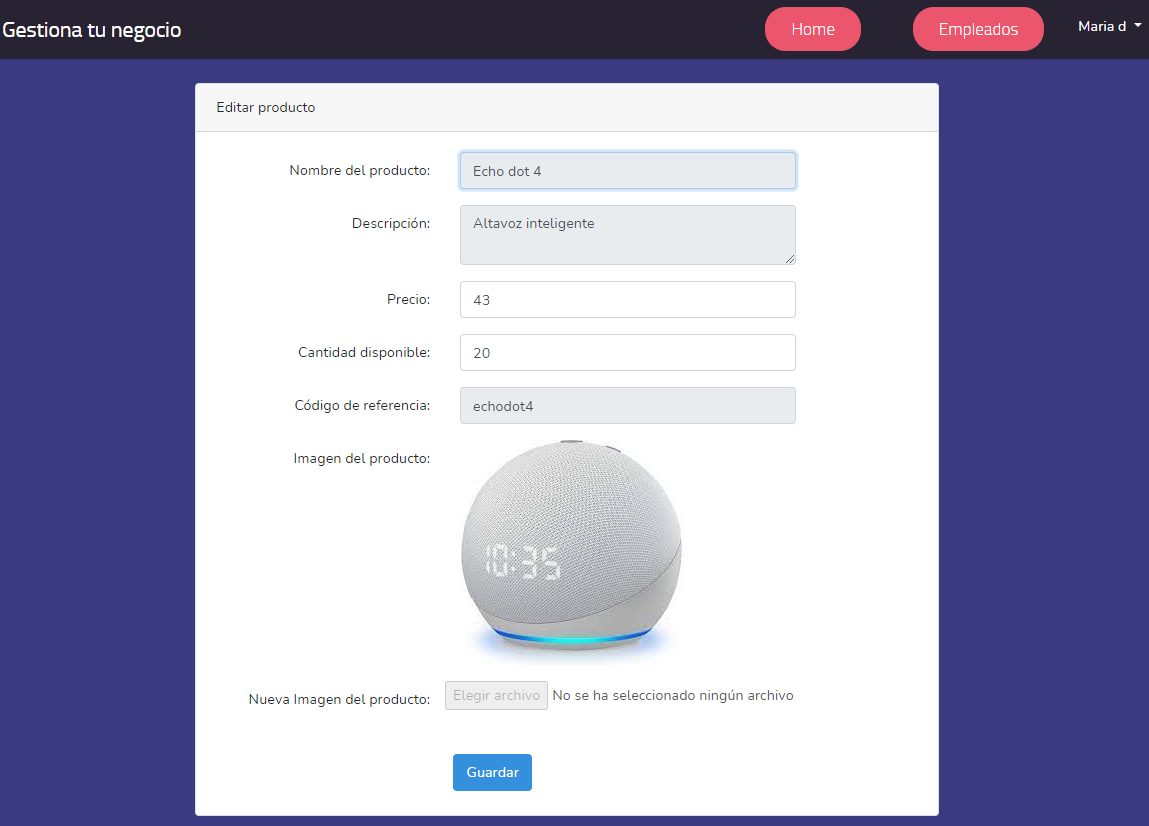 Gestiona tu negocio
Home
Empleados
Maria d
Editar producto
Nombre del producto:
Echo dot 4
Descripción:
Altavoz inteligente
Precio:
43
Cantidad disponible:
20
Código de referencia:
echodot4
Imagen del producto:
10:35
Nueva Imagen del producto:
Elegir archivo
No se ha seleccionado ningún archivo
Guardar